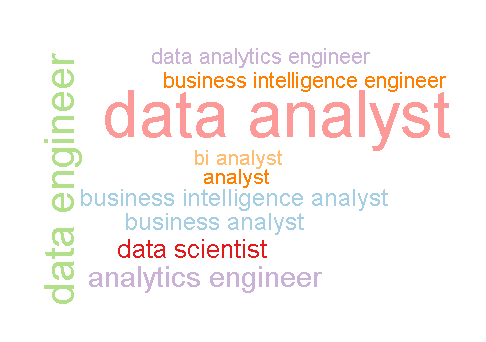 data engineer
data analytics engineer
business intelligence engineer
data analyst
bi analyst
analyst
business intelligence analyst
business analyst
data scientist
analytics engineer